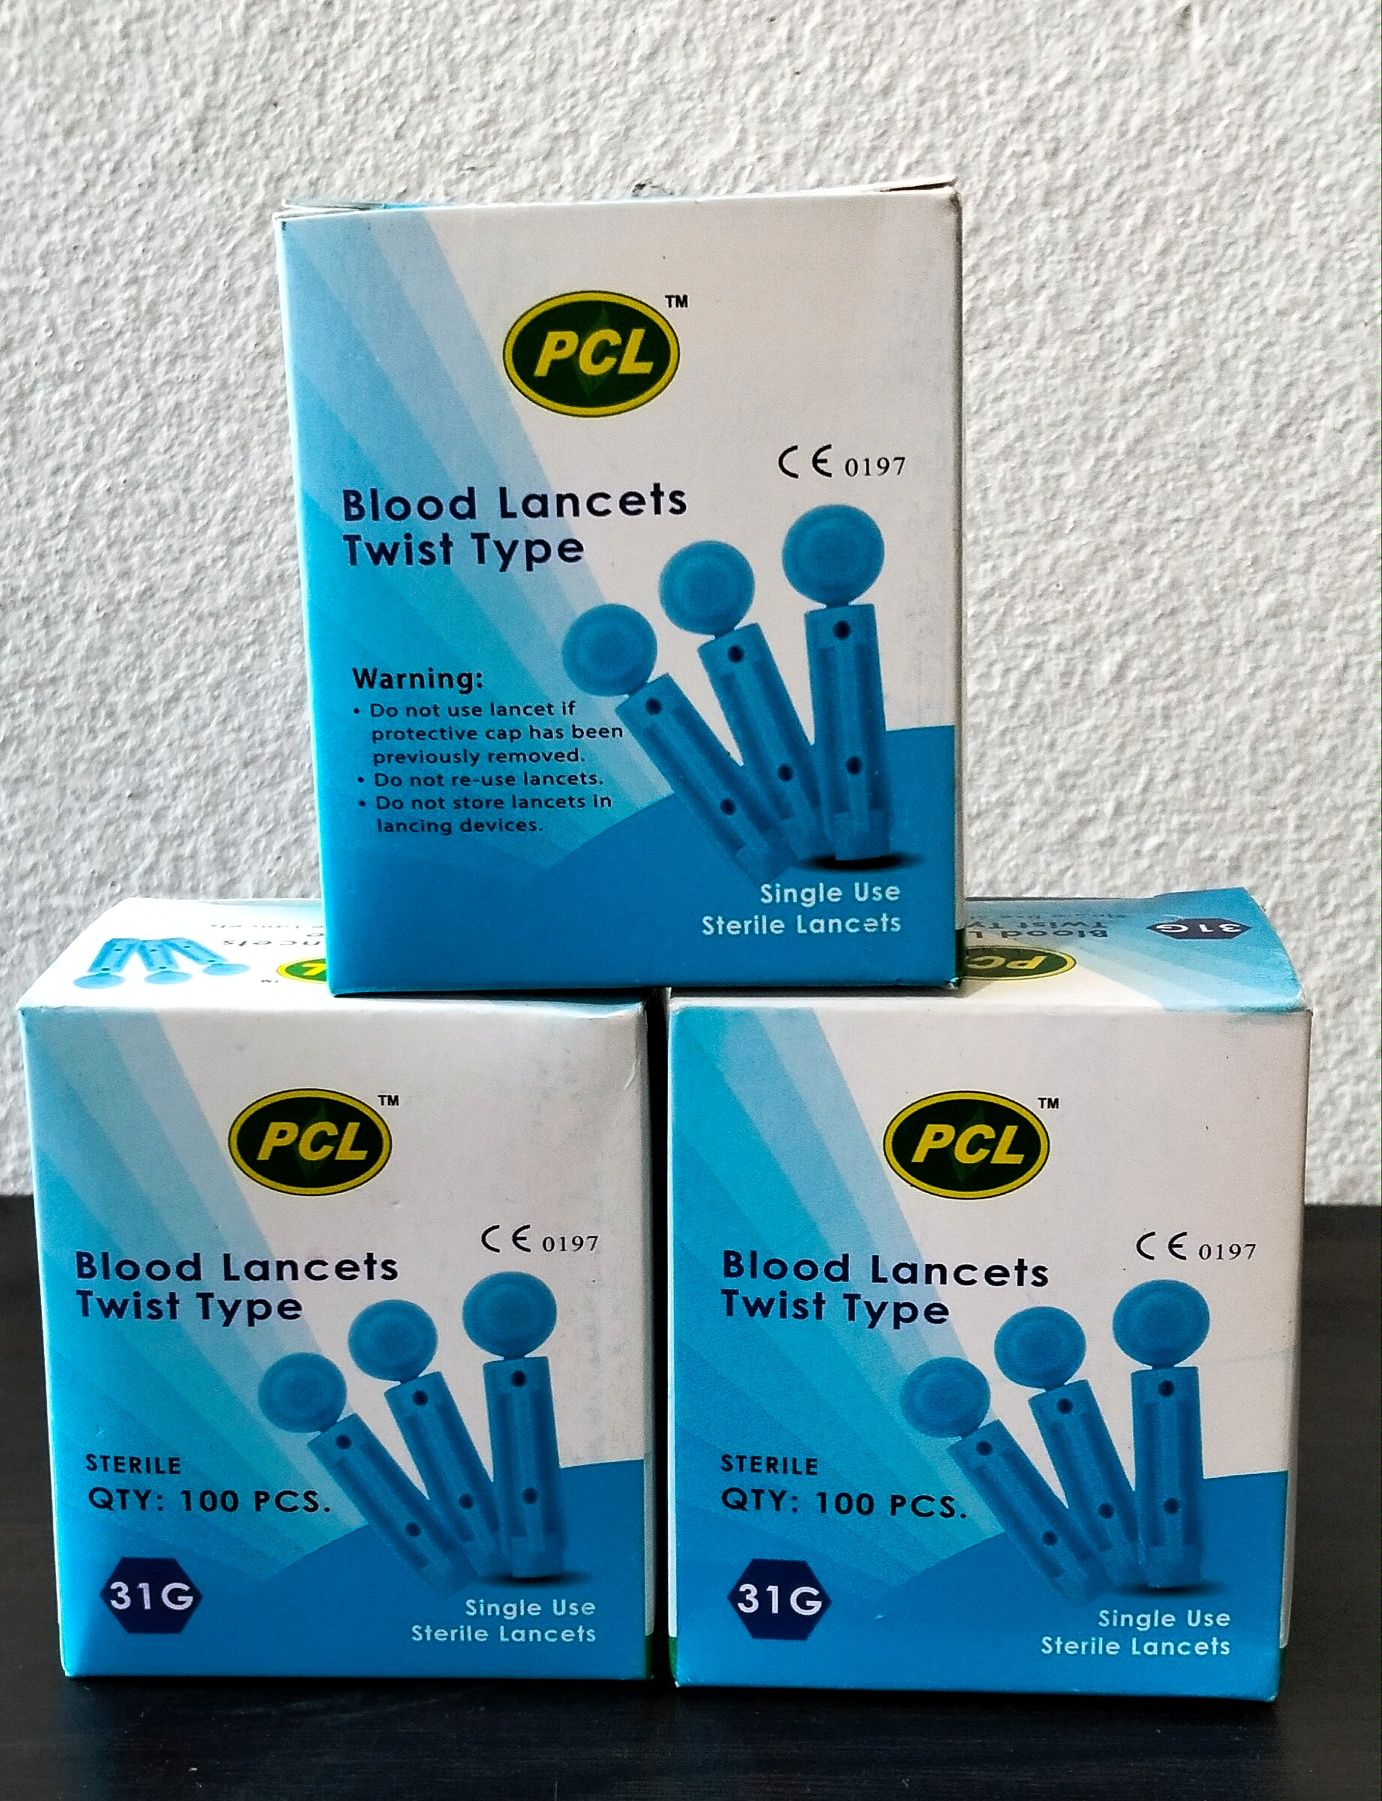 PCL TM
CE 0197
Blood Lancets
Twist Type
Warning:
• Do not use lancet if
protective cap has been
previously removed.
• Do not re-use lancets.
• Do not store lancets in
lancing devices.
Single Use
Sterile Lancets
PCL TM
CE 0197
Blood Lancets
Twist Type
STERILE
QTY: 100 PCS.
31G
Single Use
Sterile Lancets
31G
PCL
PCL TM
CE 0197
Blood Lancets
Twist Type
STERILE
QTY: 100 PCS.
31G
Single Use
Sterile Lancets